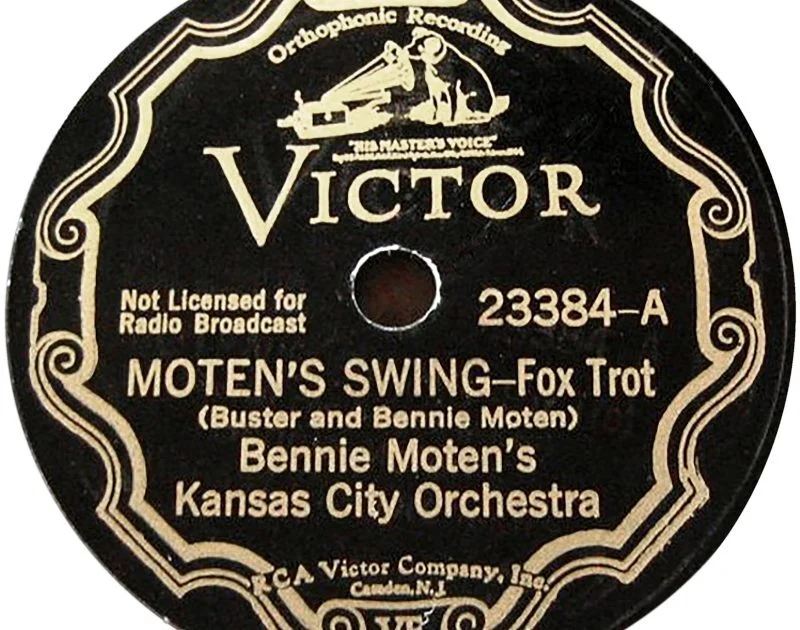 Orthophonic Recording
"HIS MASTER'S VOICE"
VICTOR
Not Licensed for
Radio Broadcast
23384-A
MOTEN'S SWING—Fox Trot
(Buster and Bennie Moten)
Bennie Moten's
Kansas City Orchestra
RCA Victor Company, Inc.
Camden, N.J.
VE